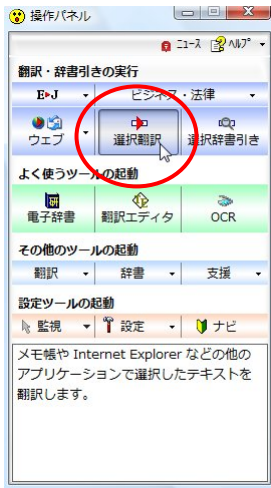 操作パネル
ニュース ヘルプ
翻訳・辞書引きの実行
E▸J ビジネス・法律
ウェブ 選択翻訳 選択辞書引き
よく使うツールの起動
電子辞書 翻訳エディタ OCR
その他のツールの起動
翻訳 辞書 支援
設定ツールの起動
監視 設定 ナビ
メモ帳や Internet Explorer などの他の
アプリケーションで選択したテキストを
翻訳します。